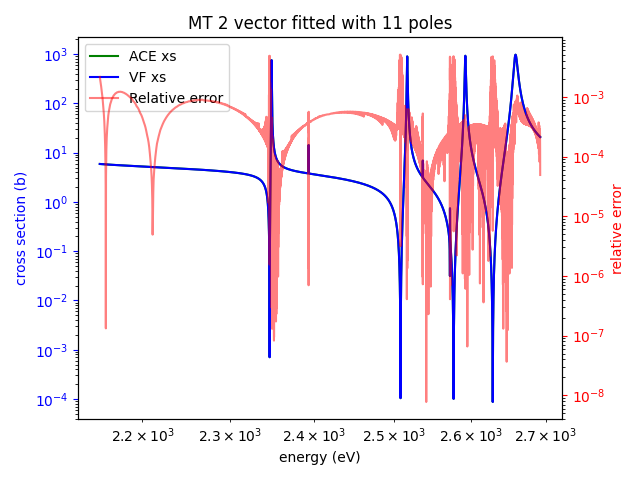 MT 2 vector fitted with 11 poles
ACE xs
VF xs
Relative error
cross section (b)
10³
10²
10¹
10⁰
10⁻¹
10⁻²
10⁻³
10⁻⁴
10⁻³
10⁻⁴
10⁻⁵
10⁻⁶
10⁻⁷
10⁻⁸
relative error
2.2 × 10³ 2.3 × 10³ 2.4 × 10³ 2.5 × 10³ 2.6 × 10³ 2.7 × 10³
energy (eV)